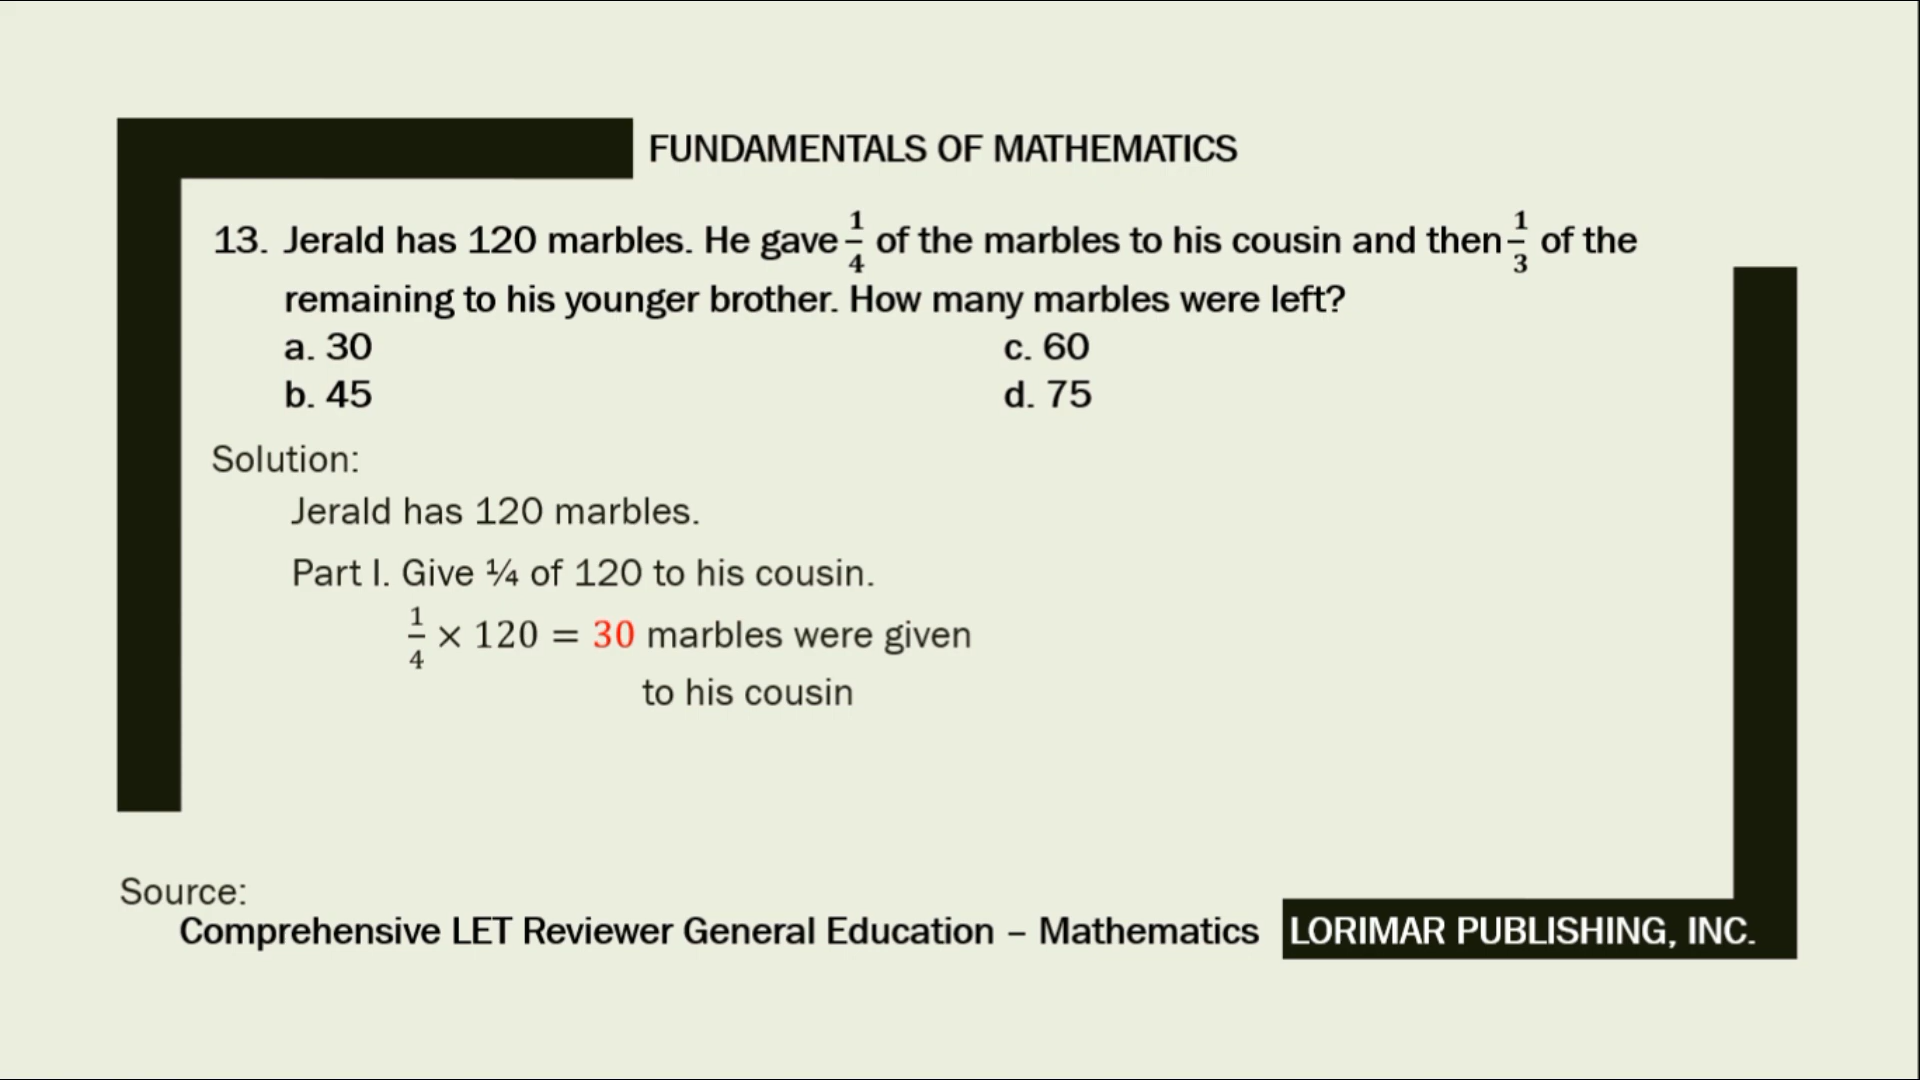 FUNDAMENTALS OF MATHEMATICS
13. Jerald has 120 marbles. He gave 1/4 of the marbles to his cousin and then 1/3 of the
remaining to his younger brother. How many marbles were left?
a. 30 c. 60
b. 45 d. 75
Solution:
Jerald has 120 marbles.
Part I. Give ¼ of 120 to his cousin.
1/4 × 120 = 30 marbles were given
to his cousin
Source:
Comprehensive LET Reviewer General Education – Mathematics LORIMAR PUBLISHING, INC.